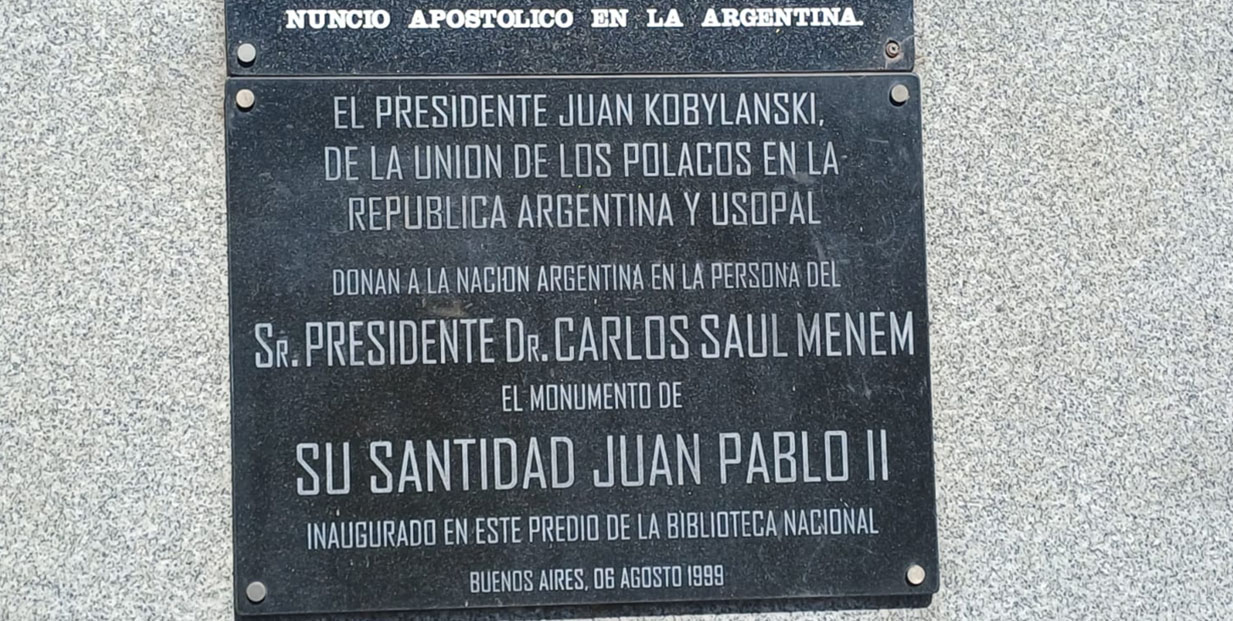 NUNCIO APOSTOLICO EN LA ARGENTINA.
EL PRESIDENTE JUAN KOBYLANSKI,
DE LA UNION DE LOS POLACOS EN LA
REPUBLICA ARGENTINA Y USOPAL
DONAN A LA NACION ARGENTINA EN LA PERSONA DEL
SR. PRESIDENTE DR. CARLOS SAUL MENEM
EL MONUMENTO DE
SU SANTIDAD JUAN PABLO II
INAUGURADO EN ESTE PREDIO DE LA BIBLIOTECA NACIONAL
BUENOS AIRES, 06 AGOSTO 1999